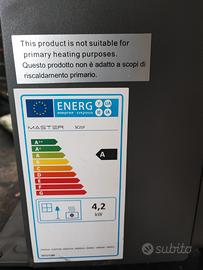 This product is not suitable for
primary heating purposes.
Questo prodotto non è adatto a scopi di
riscaldamento primario.
ENERG
MASTER
A++
A+
A
B
C
D
E
F
G
A
4,2
kW
subito